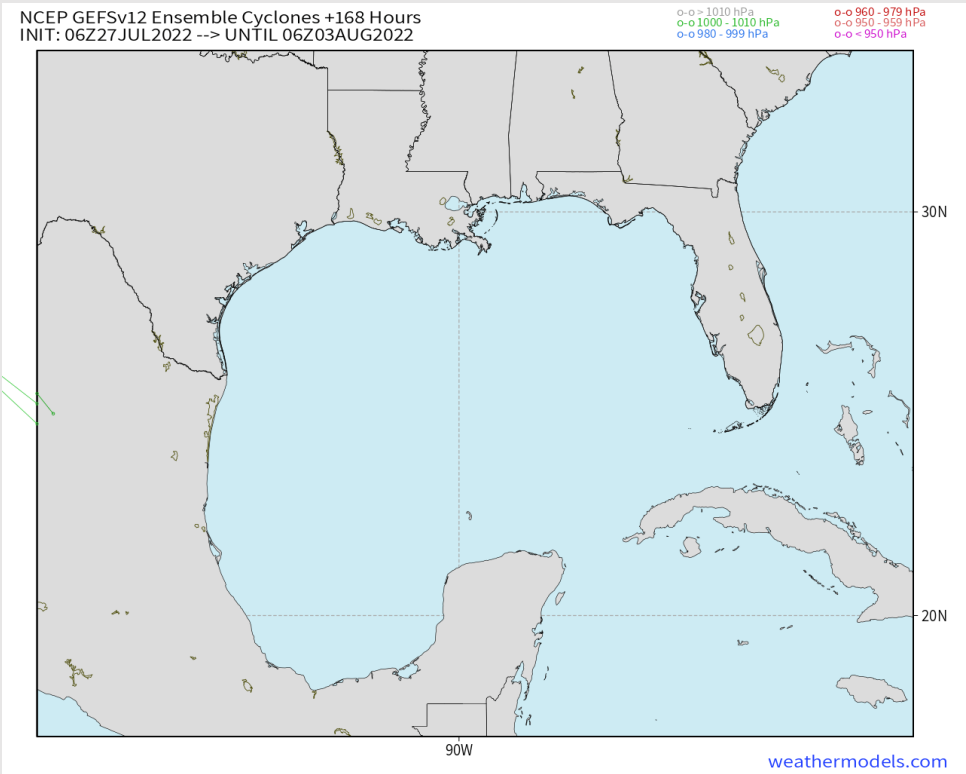 NCEP GEFSv12 Ensemble Cyclones +168 Hours
INIT: 06Z27JUL2022 --> UNTIL 06Z03AUG2022
o-o > 1010 hPa
o-o 1000 - 1010 hPa
o-o 980 - 999 hPa
o-o 960 - 979 hPa
o-o 950 - 959 hPa
o-o < 950 hPa
30N
20N
90W
weathermodels.com